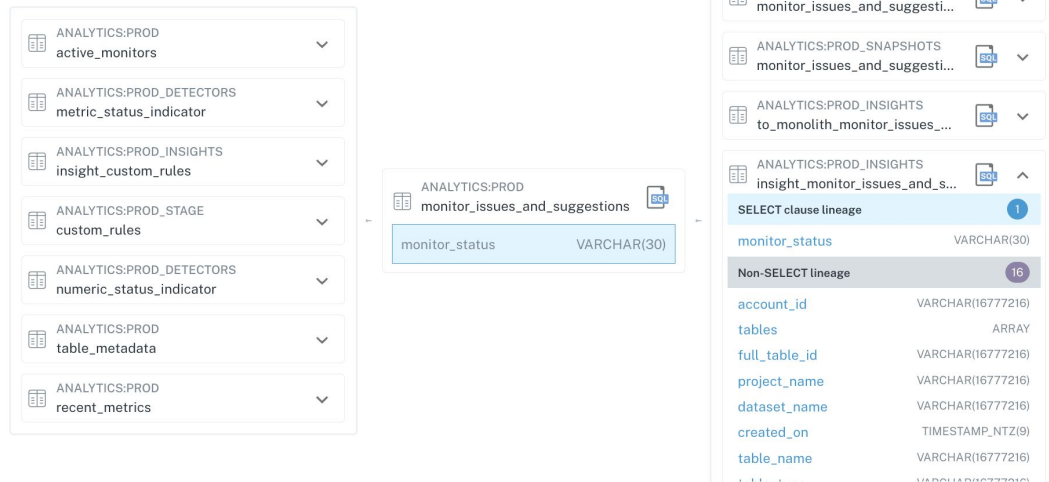 ANALYTICS:PROD
active_monitors
ANALYTICS:PROD_DETECTORS
metric_status_indicator
ANALYTICS:PROD_INSIGHTS
insight_custom_rules
ANALYTICS:PROD_STAGE
custom_rules
ANALYTICS:PROD_DETECTORS
numeric_status_indicator
ANALYTICS:PROD
table_metadata
ANALYTICS:PROD
recent_metrics
←
ANALYTICS:PROD
monitor_issues_and_suggestions
SQL
monitor_status VARCHAR(30)
←
monitor_issues_and_suggesti...
ANALYTICS:PROD_SNAPSHOTS
monitor_issues_and_suggesti...
SQL
ANALYTICS:PROD_INSIGHTS
to_monolith_monitor_issues_...
SQL
ANALYTICS:PROD_INSIGHTS
insight_monitor_issues_and_s...
SQL
SELECT clause lineage 1
monitor_status VARCHAR(30)
Non-SELECT lineage 16
account_id VARCHAR(16777216)
tables ARRAY
full_table_id VARCHAR(16777216)
project_name VARCHAR(16777216)
dataset_name VARCHAR(16777216)
created_on TIMESTAMP_NTZ(9)
table_name VARCHAR(16777216)